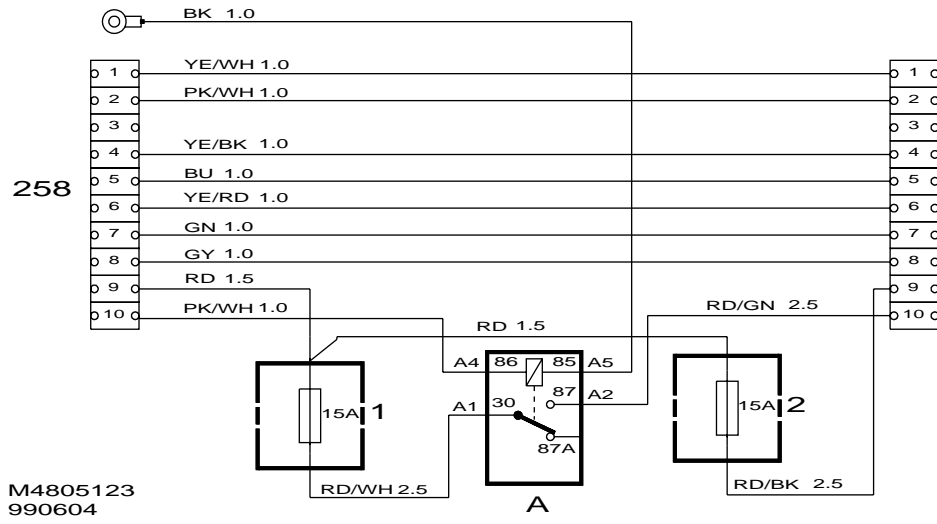 BK 1.0
1 YE/WH 1.0 1
2 PK/WH 1.0 2
3 3
4 YE/BK 1.0 4
258 5 BU 1.0 5
6 YE/RD 1.0 6
7 GN 1.0 7
8 GY 1.0 8
9 RD 1.5 9
10 PK/WH 1.0 RD/GN 2.5 10
RD 1.5
A4 86 85 A5
87 A2
15A 1 A1 30 15A 2
87A
RD/WH 2.5 RD/BK 2.5
A
M4805123
990604